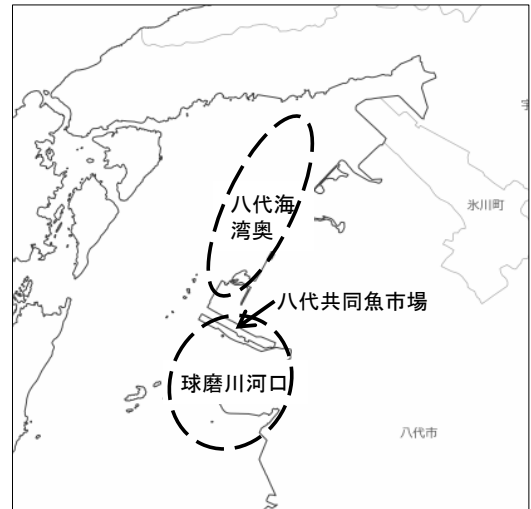 宇
八代海
湾奥
氷川町
八代共同魚市場
球磨川河口
八代市